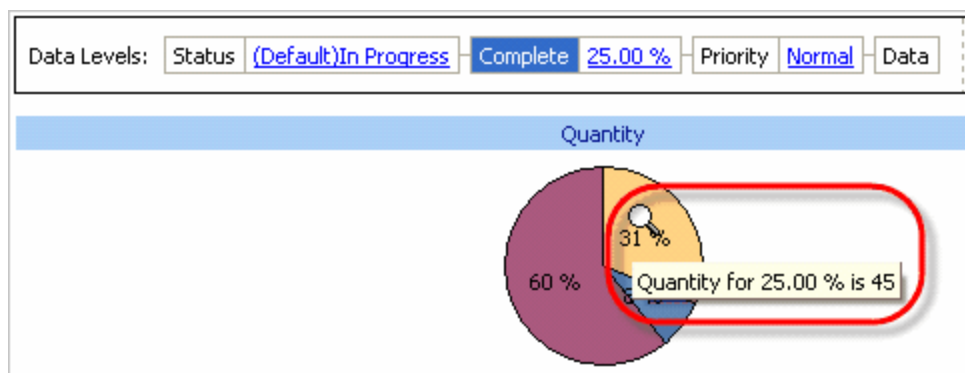 Data Levels: Status (Default)In Progress Complete 25.00 % Priority Normal Data
Quantity
31 %
60 %
Quantity for 25.00 % is 45